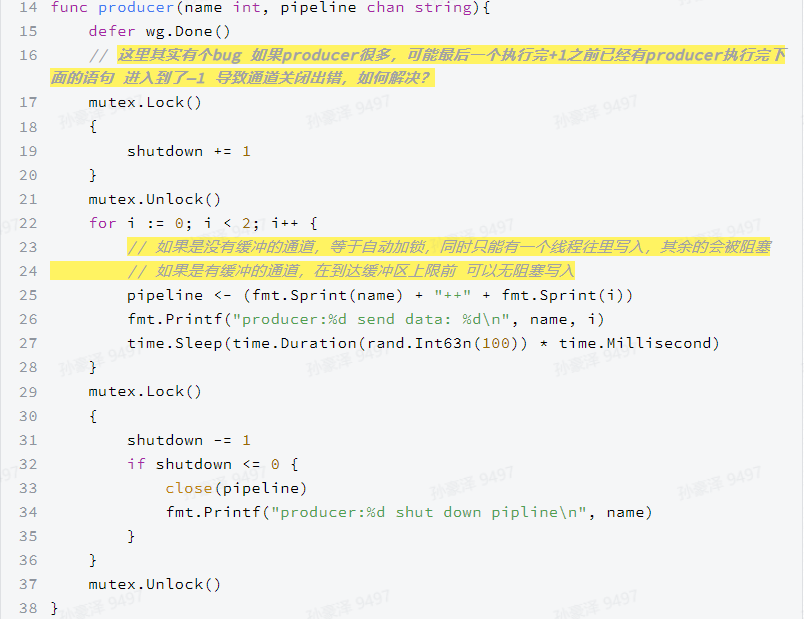 14 func producer(name int, pipeline chan string){
15     defer wg.Done()
16     // 这里其实有个bug 如果producer很多，可能最后一个执行完+1之前已经有producer执行完下
面的语句 进入到了—1 导致通道关闭出错，如何解决？
17     mutex.Lock()
18     {
19         shutdown += 1
20     }
21     mutex.Unlock()
22     for i := 0; i < 2; i++ {
23         // 如果是没有缓冲的通道，等于自动加锁，同时只能有一个线程往里写入，其余的会被阻塞
24         // 如果是有缓冲的通道，在到达缓冲区上限前 可以无阻塞写入
25         pipeline <- (fmt.Sprint(name) + "++" + fmt.Sprint(i))
26         fmt.Printf("producer:%d send data: %d\n", name, i)
27         time.Sleep(time.Duration(rand.Int63n(100)) * time.Millisecond)
28     }
29     mutex.Lock()
30     {
31         shutdown -= 1
32         if shutdown <= 0 {
33             close(pipeline)
34             fmt.Printf("producer:%d shut down pipline\n", name)
35         }
36     }
37     mutex.Unlock()
38 }
孙豪泽 9497